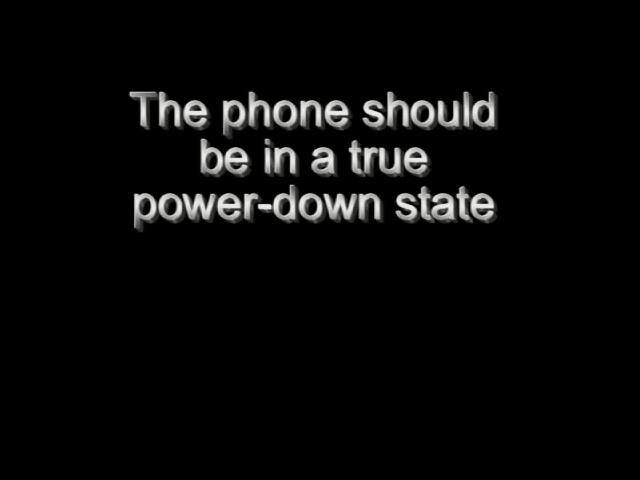 The phone should
be in a true
power-down state